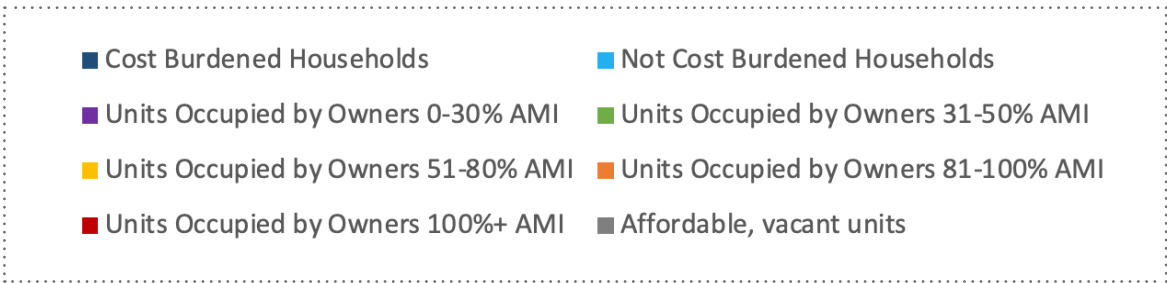 Cost Burdened Households Not Cost Burdened Households
Units Occupied by Owners 0-30% AMI Units Occupied by Owners 31-50% AMI
Units Occupied by Owners 51-80% AMI Units Occupied by Owners 81-100% AMI
Units Occupied by Owners 100%+ AMI Affordable, vacant units